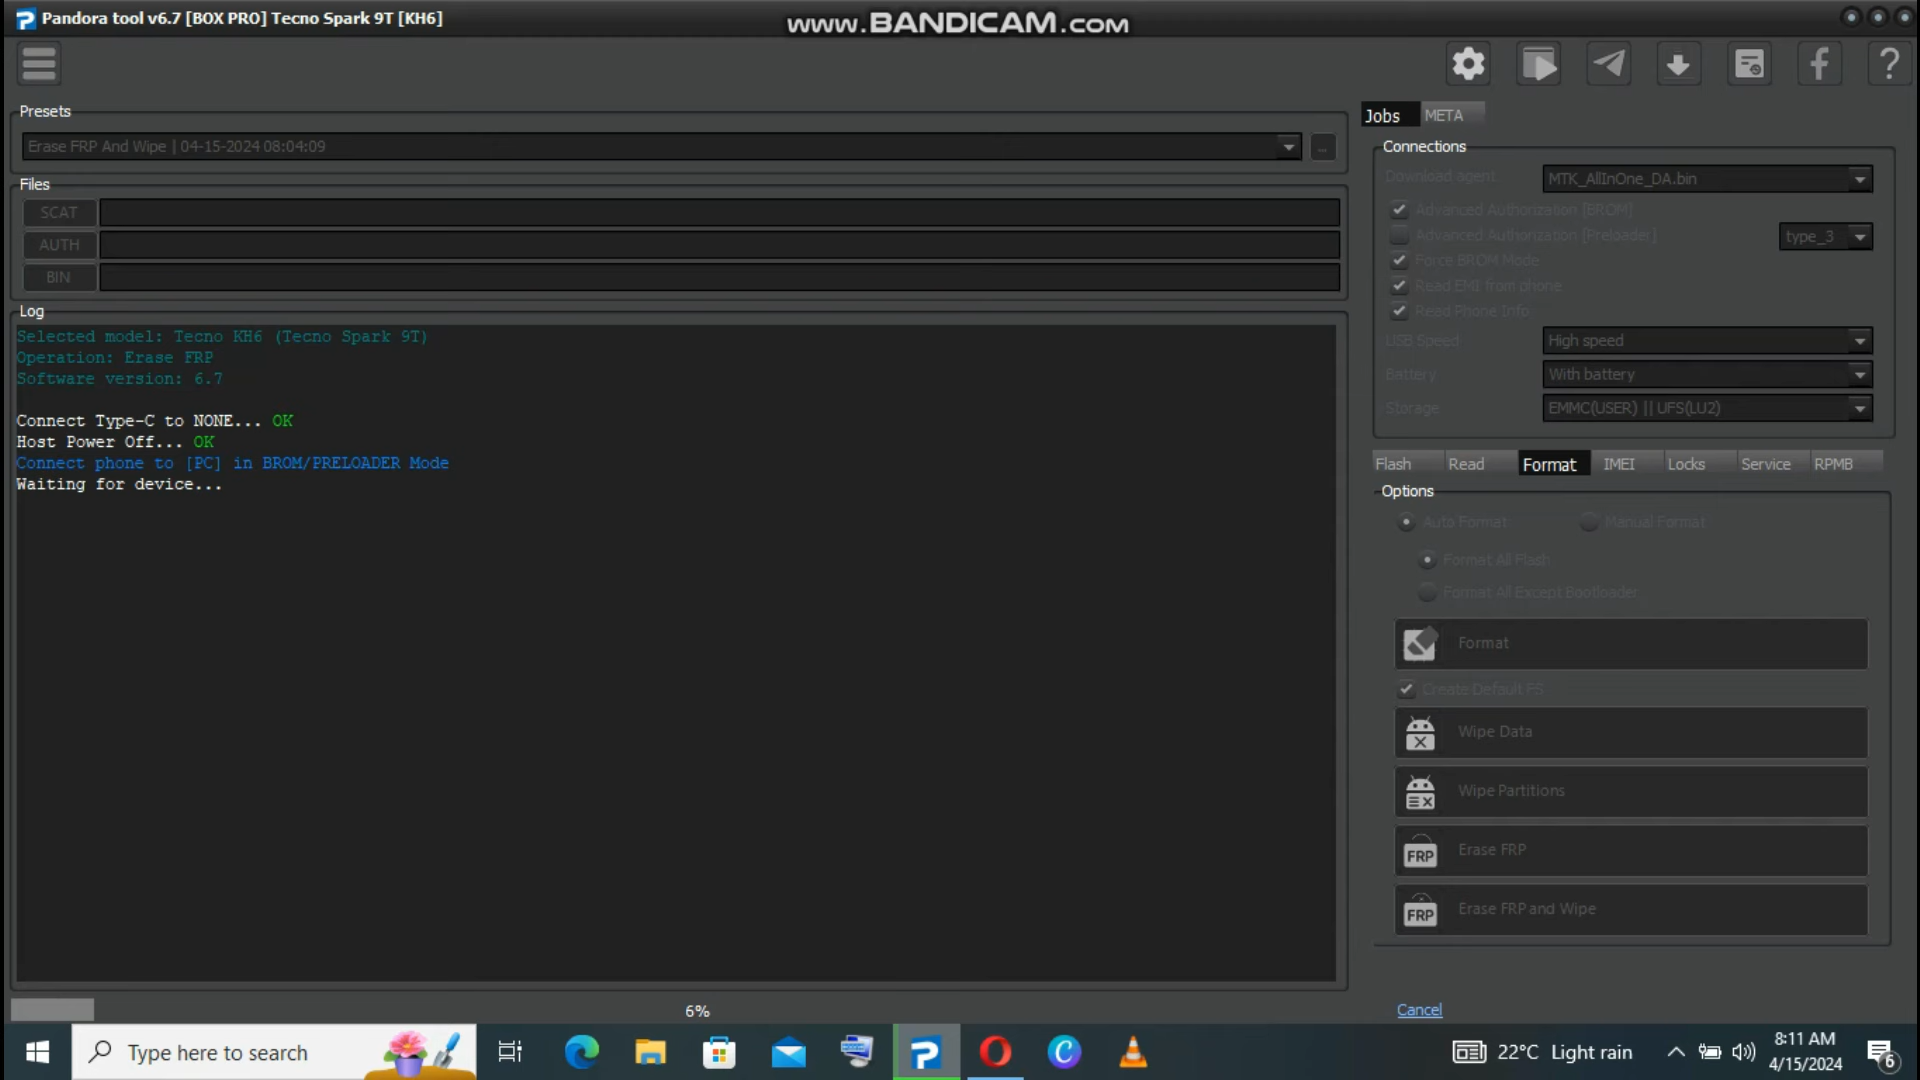 Pandora tool v6.7 [BOX PRO] Tecno Spark 9T [KH6]
www.BANDICAM.com
Presets
Erase FRP And Wipe | 04-15-2024 08:04:09
...
Files
SCAT
AUTH
BIN
Log
Selected model: Tecno KH6 (Tecno Spark 9T)
Operation: Erase FRP
Software version: 6.7
Connect Type-C to NONE... OK
Host Power Off... OK
Connect phone to [PC] in BROM/PRELOADER Mode
Waiting for device...
6%
Jobs META
Connections
Download agent MTK_AllInOne_DA.bin
Advanced Authorization [BROM]
Advanced Authorization [Preloader] type_3
Force BROM Mode
Read EMI from phone
Read Phone Info
USB Speed High speed
Battery With battery
Storage EMMC(USER) || UFS(LU2)
Flash Read Format IMEI Locks Service RPMB
Options
Auto Format Manual Format
Format All Flash
Format All Except Bootloader
Format
Create Default FS
Wipe Data
Wipe Partitions
FRP Erase FRP
FRP Erase FRP and Wipe
Cancel
Type here to search
22°C Light rain
8:11 AM
4/15/2024
6